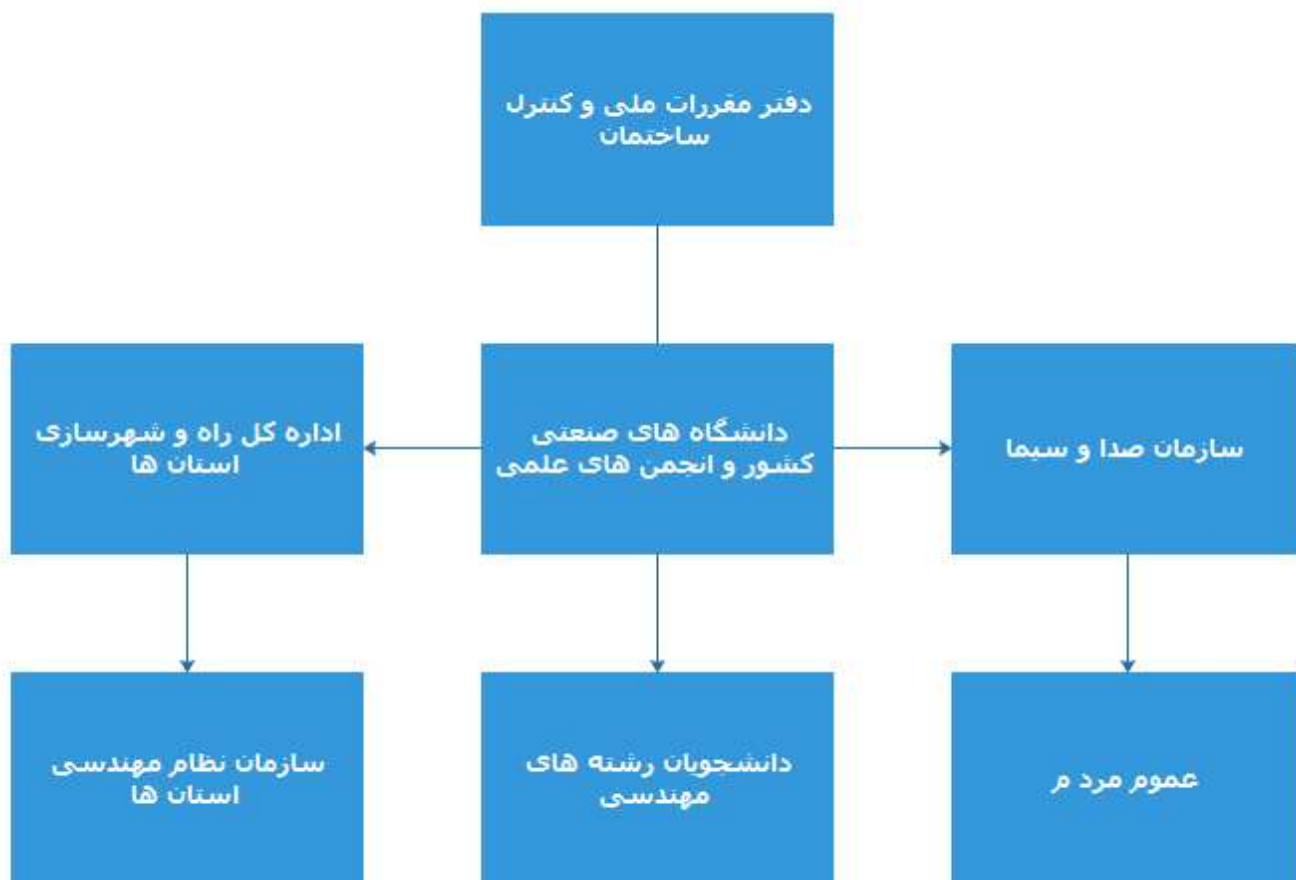 دفتر مقررات ملی و کنترل
ساختمان
اداره کل راه و شهرسازی
استان ها
دانشگاه های صنعتی
کشور و انجمن های علمی
سازمان صدا و سیما
سازمان نظام مهندسی
استان ها
دانشجویان رشته های
مهندسی
عموم مرد م